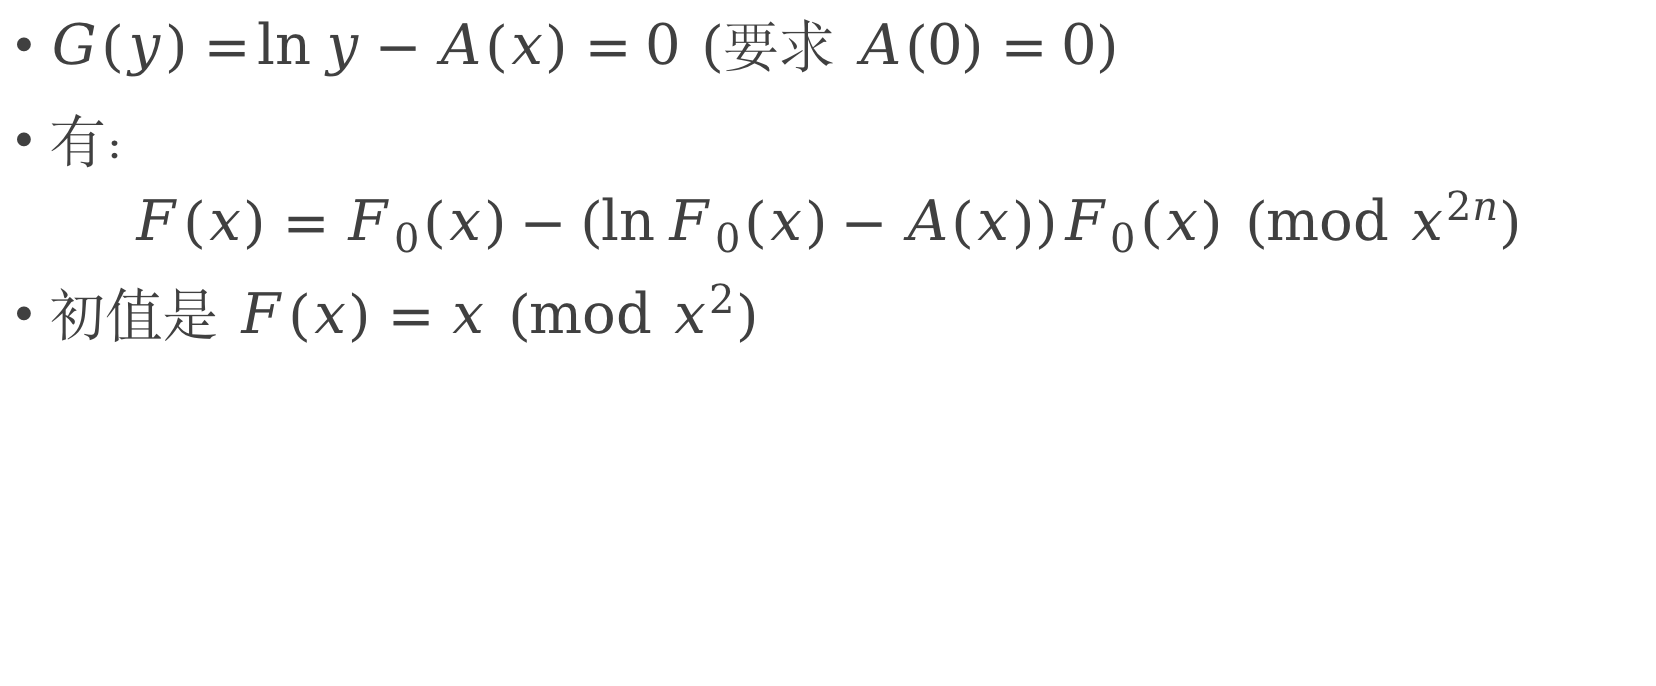 • G(y) = ln y − A(x) = 0 (要求 A(0) = 0)
• 有：
F(x) = F₀(x) − (ln F₀(x) − A(x))F₀(x) (mod x²ⁿ)
• 初值是 F(x) = x (mod x²)